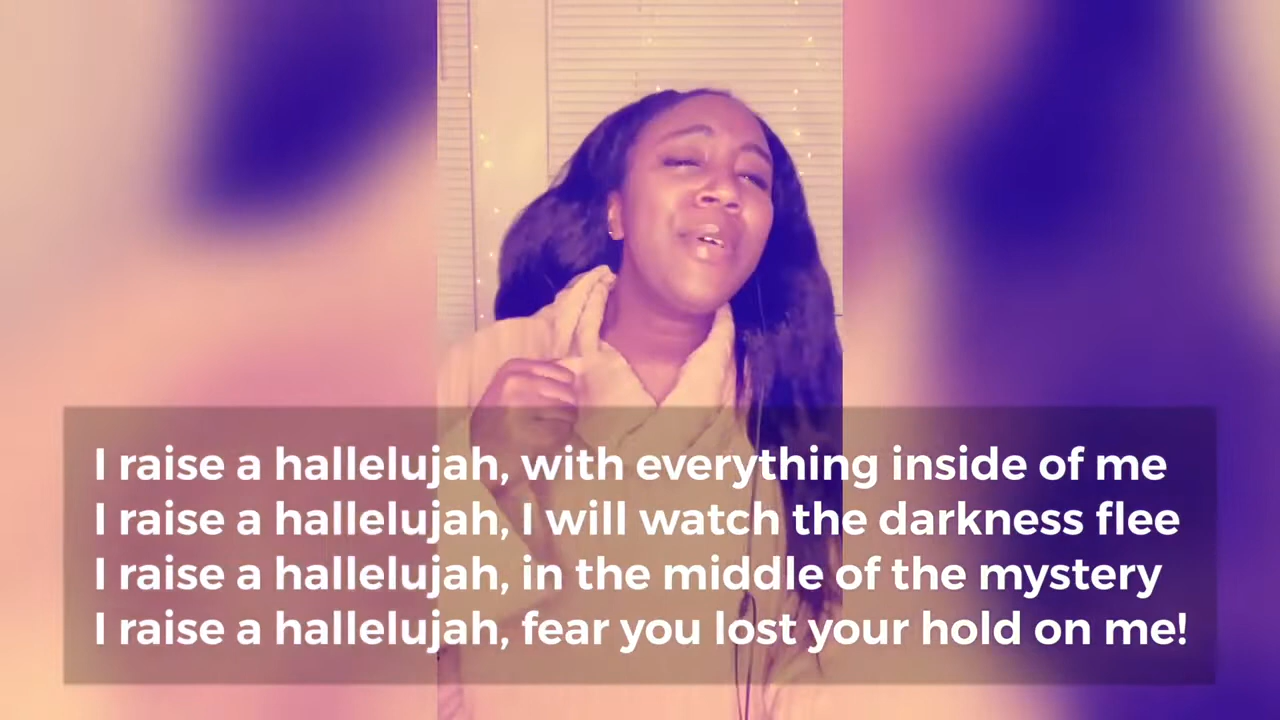 I raise a hallelujah, with everything inside of me
I raise a hallelujah, I will watch the darkness flee
I raise a hallelujah, in the middle of the mystery
I raise a hallelujah, fear you lost your hold on me!